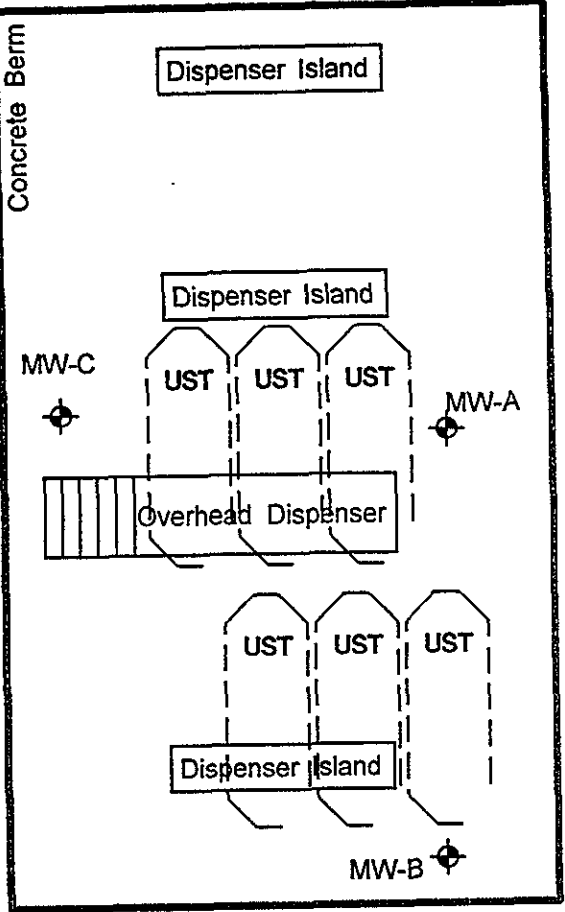 Concrete Berm
Dispenser Island
Dispenser Island
MW-C
UST UST UST
MW-A
Overhead Dispenser
UST UST UST
Dispenser Island
MW-B